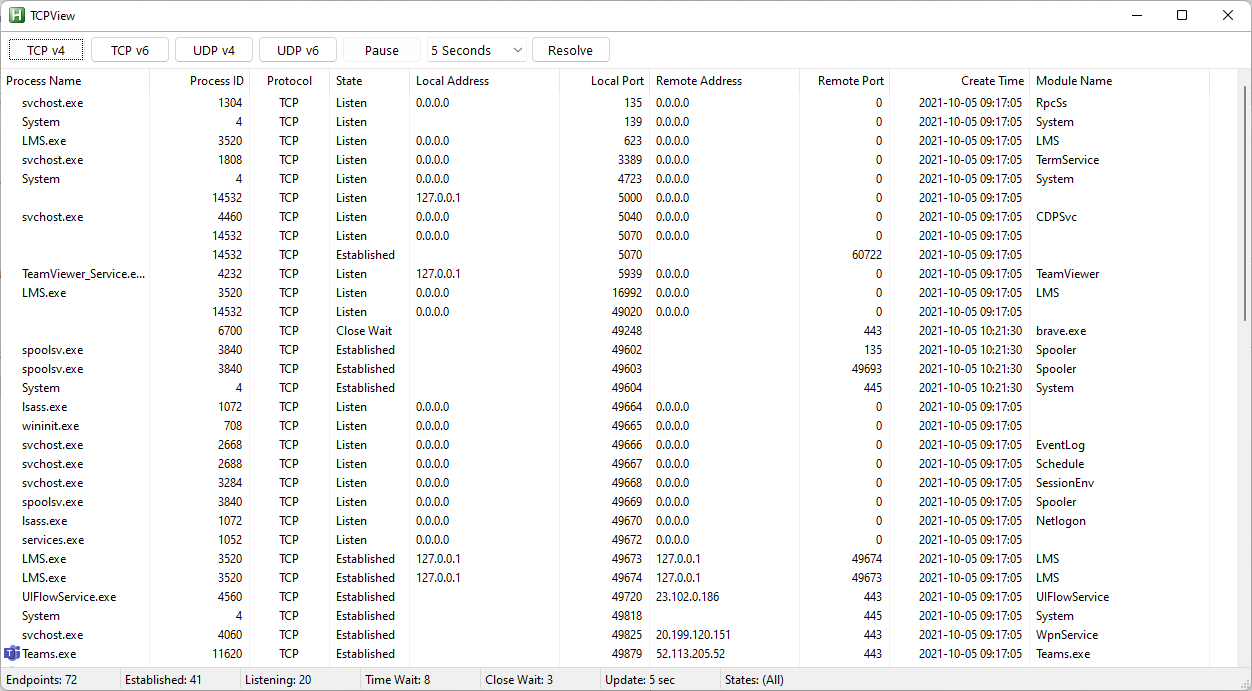 TCPView
TCP v4 TCP v6 UDP v4 UDP v6 Pause 5 Seconds Resolve
Process Name Process ID Protocol State Local Address Local Port Remote Address Remote Port Create Time Module Name
svchost.exe 1304 TCP Listen 0.0.0.0 135 0.0.0.0 0 2021-10-05 09:17:05 RpcSs
System 4 TCP Listen 139 0.0.0.0 0 2021-10-05 09:17:05 System
LMS.exe 3520 TCP Listen 0.0.0.0 623 0.0.0.0 0 2021-10-05 09:17:05 LMS
svchost.exe 1808 TCP Listen 0.0.0.0 3389 0.0.0.0 0 2021-10-05 09:17:05 TermService
System 4 TCP Listen 0.0.0.0 4723 0.0.0.0 0 2021-10-05 09:17:05 System
14532 TCP Listen 127.0.0.1 5000 0.0.0.0 0 2021-10-05 09:17:05
svchost.exe 4460 TCP Listen 0.0.0.0 5040 0.0.0.0 0 2021-10-05 09:17:05 CDPSvc
14532 TCP Listen 0.0.0.0 5070 0.0.0.0 0 2021-10-05 09:17:05
14532 TCP Established 5070 60722 2021-10-05 09:17:05
TeamViewer_Service.e... 4232 TCP Listen 127.0.0.1 5939 0.0.0.0 0 2021-10-05 09:17:05 TeamViewer
LMS.exe 3520 TCP Listen 0.0.0.0 16992 0.0.0.0 0 2021-10-05 09:17:05 LMS
14532 TCP Listen 0.0.0.0 49020 0.0.0.0 0 2021-10-05 09:17:05
6700 TCP Close Wait 49248 443 2021-10-05 10:21:30 brave.exe
spoolsv.exe 3840 TCP Established 49602 135 2021-10-05 10:21:30 Spooler
spoolsv.exe 3840 TCP Established 49603 49693 2021-10-05 10:21:30 Spooler
System 4 TCP Established 49604 445 2021-10-05 10:21:30 System
lsass.exe 1072 TCP Listen 0.0.0.0 49664 0.0.0.0 0 2021-10-05 09:17:05
wininit.exe 708 TCP Listen 0.0.0.0 49665 0.0.0.0 0 2021-10-05 09:17:05
svchost.exe 2668 TCP Listen 0.0.0.0 49666 0.0.0.0 0 2021-10-05 09:17:05 EventLog
svchost.exe 2688 TCP Listen 0.0.0.0 49667 0.0.0.0 0 2021-10-05 09:17:05 Schedule
svchost.exe 3284 TCP Listen 0.0.0.0 49668 0.0.0.0 0 2021-10-05 09:17:05 SessionEnv
spoolsv.exe 3840 TCP Listen 0.0.0.0 49669 0.0.0.0 0 2021-10-05 09:17:05 Spooler
lsass.exe 1072 TCP Listen 0.0.0.0 49670 0.0.0.0 0 2021-10-05 09:17:05 Netlogon
services.exe 1052 TCP Listen 0.0.0.0 49672 0.0.0.0 0 2021-10-05 09:17:05
LMS.exe 3520 TCP Established 127.0.0.1 49673 127.0.0.1 49674 2021-10-05 09:17:05 LMS
LMS.exe 3520 TCP Established 127.0.0.1 49674 127.0.0.1 49673 2021-10-05 09:17:05 LMS
UIFlowService.exe 4560 TCP Established 49720 23.102.0.186 443 2021-10-05 09:17:05 UIFlowService
System 4 TCP Established 49818 445 2021-10-05 09:17:05 System
svchost.exe 4060 TCP Established 49825 20.199.120.151 443 2021-10-05 09:17:05 WpnService
Teams.exe 11620 TCP Established 49879 52.113.205.52 443 2021-10-05 09:17:05 Teams.exe
Endpoints: 72 Established: 41 Listening: 20 Time Wait: 8 Close Wait: 3 Update: 5 sec States: (All)